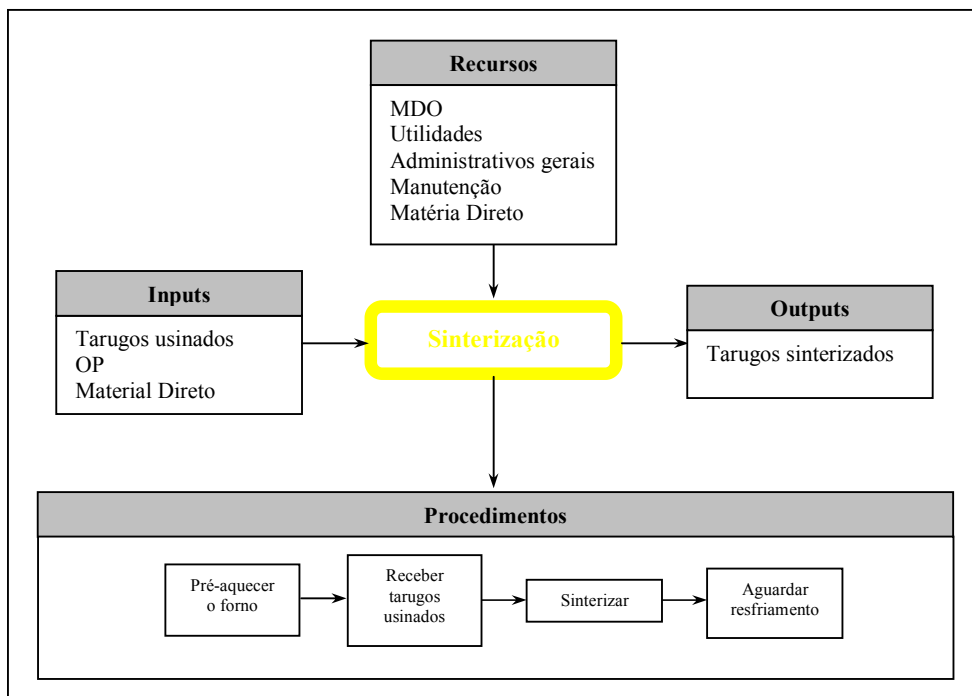 Recursos
MDO
Utilidades
Administrativos gerais
Manutenção
Matéria Direto
Inputs
Tarugos usinados
OP
Material Direto
Sinterização
Outputs
Tarugos sinterizados
Procedimentos
Pré-aquecer
o forno
Receber
tarugos
usinados
Sinterizar
Aguardar
resfriamento